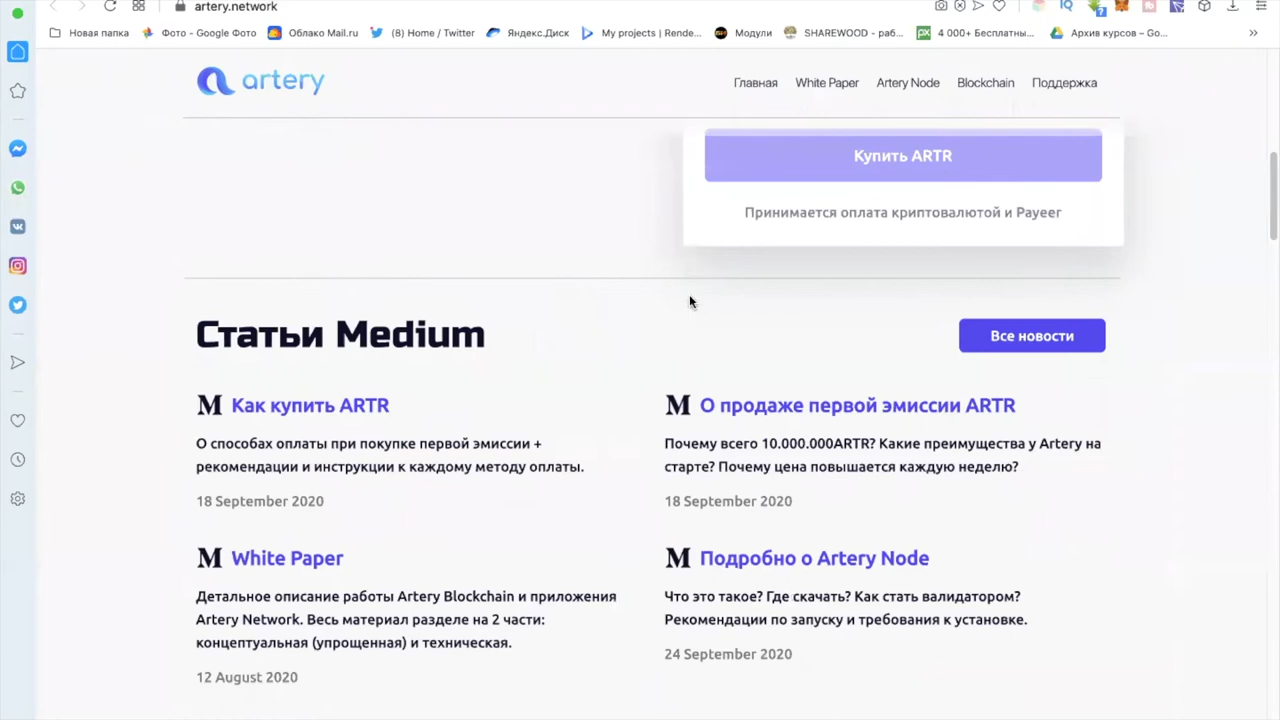 artery.network
Новая папка
Фото - Google Фото
Облако Mail.ru
(8) Home / Twitter
Яндекс.Диск
My projects | Rende...
Модули
SHAREWOOD - раб...
4 000+ Бесплатны...
Архив курсов – Go...
artery
Главная
White Paper
Artery Node
Blockchain
Поддержка
Купить ARTR
Принимается оплата криптовалютой и Payeer
Статьи Medium
Все новости
M Как купить ARTR
О способах оплаты при покупке первой эмиссии +
рекомендации и инструкции к каждому методу оплаты.
18 September 2020
M О продаже первой эмиссии ARTR
Почему всего 10.000.000ARTR? Какие преимущества у Artery на
старте? Почему цена повышается каждую неделю?
18 September 2020
M White Paper
Детальное описание работы Artery Blockchain и приложения
Artery Network. Весь материал разделе на 2 части:
концептуальная (упрощенная) и техническая.
12 August 2020
M Подробно о Artery Node
Что это такое? Где скачать? Как стать валидатором?
Рекомендации по запуску и требования к установке.
24 September 2020